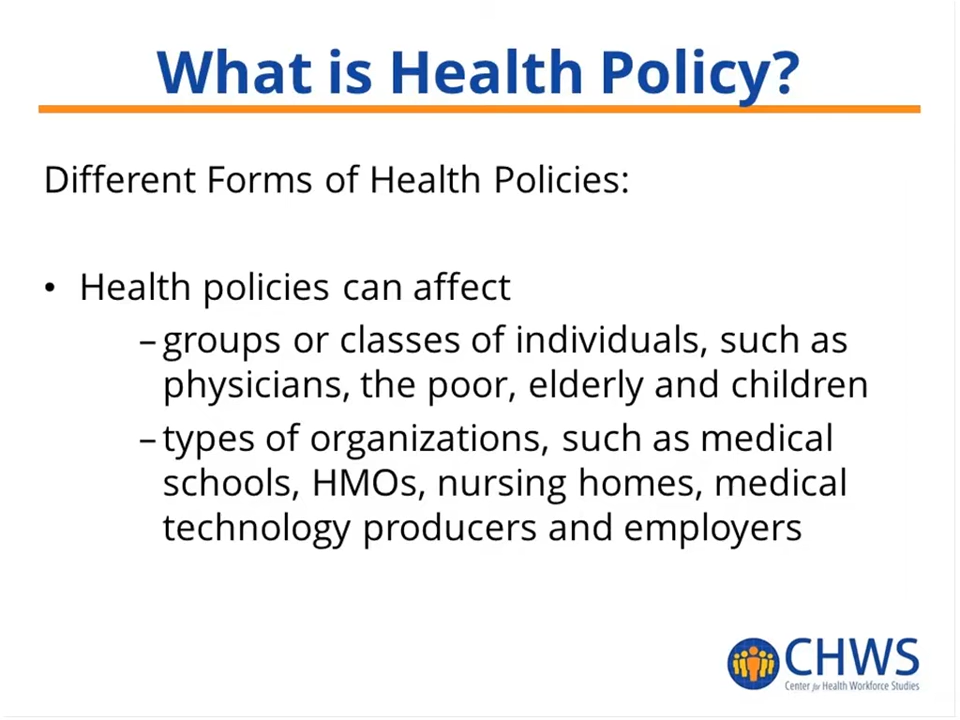 What is Health Policy?
Different Forms of Health Policies:
• Health policies can affect
– groups or classes of individuals, such as
physicians, the poor, elderly and children
– types of organizations, such as medical
schools, HMOs, nursing homes, medical
technology producers and employers
CHWS
Center for Health Workforce Studies